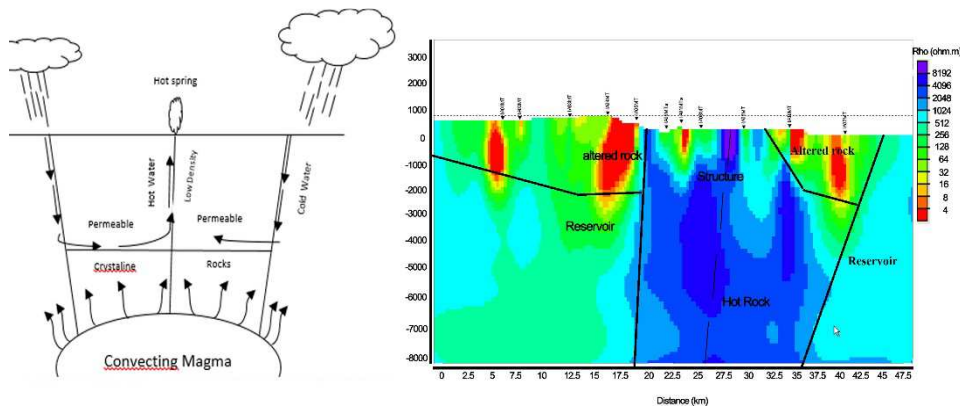 Hot spring
Hot Water
Low Density
Cold Water
Permeable
Permeable
Crystaline
Rocks
Convecting Magma
3000
2000
1000
0
-1000
-2000
-3000
-4000
-5000
-6000
-7000
-8000
altered rock
Structure
Altered rock
Reservoir
Reservoir
Hot Rock
0
2.5
5
7.5
10
12.5
15
17.5
20
22.5
25
27.5
30
32.5
35
37.5
40
42.5
45
47.5
Distance (km)
Rho (ohm.m)
8192
4096
2048
1024
512
256
128
64
32
16
8
4